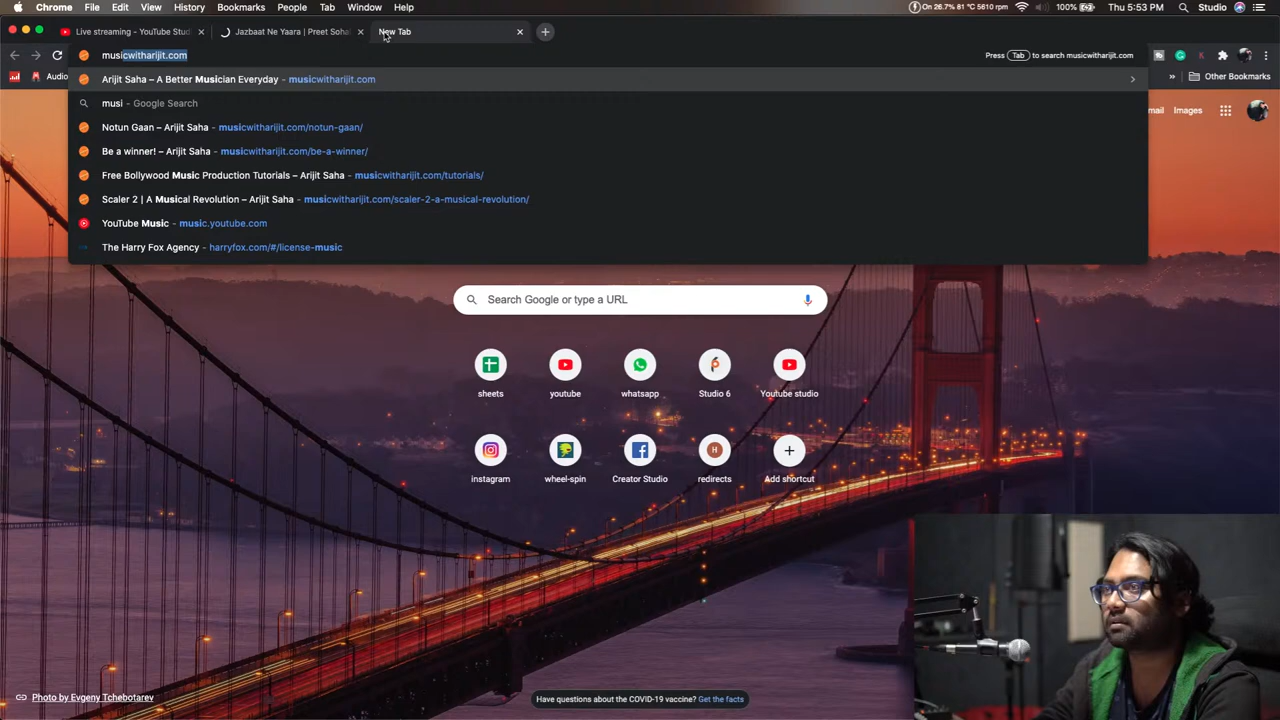 Chrome File Edit View History Bookmarks People Tab Window Help
On 26.7% 81 °C 5610 rpm 100% Thu 5:53 PM Studio
Live streaming - YouTube Stu
Jazbaat Ne Yaara | Preet Soha
New Tab
musicwitharijit.com
Press Tab to search musicwitharijit.com
Audio
Other Bookmarks
Arijit Saha – A Better Musician Everyday - musicwitharijit.com
musi - Google Search
Notun Gaan – Arijit Saha - musicwitharijit.com/notun-gaan/
Be a winner! – Arijit Saha - musicwitharijit.com/be-a-winner/
Free Bollywood Music Production Tutorials – Arijit Saha - musicwitharijit.com/tutorials/
Scaler 2 | A Musical Revolution – Arijit Saha - musicwitharijit.com/scaler-2-a-musical-revolution/
YouTube Music - music.youtube.com
The Harry Fox Agency - harryfox.com/#/license-music
mail Images
Search Google or type a URL
sheets youtube whatsapp Studio 6 Youtube studio
H
instagram wheel-spin Creator Studio redirects Add shortcut
Photo by Evgeny Tchebotarev
Have questions about the COVID-19 vaccine? Get the facts